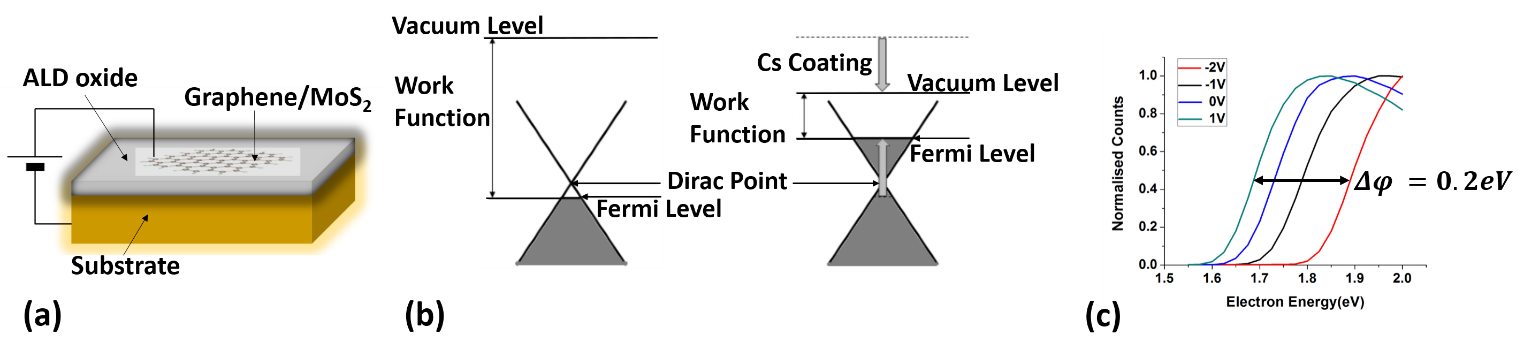 ALD oxide
Graphene/MoS2
Substrate
(a)
Vacuum Level
Work
Function
Fermi Level
Dirac Point
Cs Coating
Vacuum Level
Work
Function
Fermi Level
(b)
Normalised Counts
1.0
0.8
0.6
0.4
0.2
0.0
-2V
-1V
0V
1V
Δφ = 0.2eV
1.5 1.6 1.7 1.8 1.9 2.0
Electron Energy(eV)
(c)